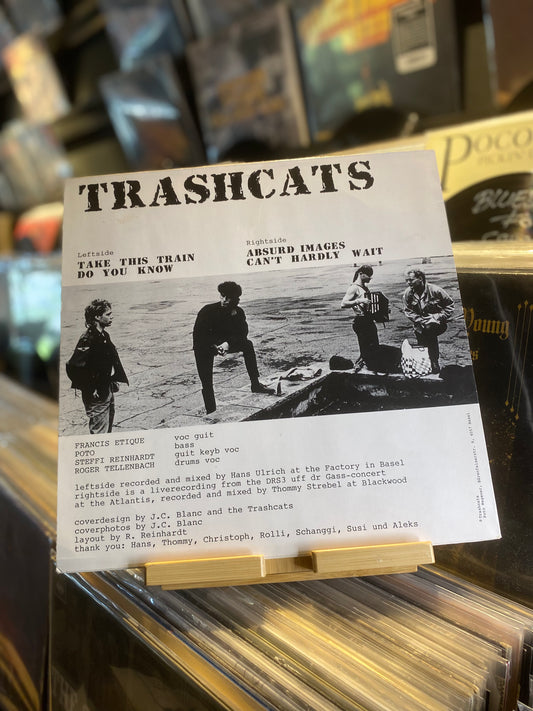 TRASHCATS
Leftside
TAKE THIS TRAIN
DO YOU KNOW
Rightside
ABSURD IMAGES
CAN'T HARDLY WAIT
FRANCIS ETIQUE voc guit
POTO bass
STEFFI REINHARDT guit keyb voc
ROGER TELLENBACH drums voc
leftside recorded and mixed by Hans Ulrich at the Factory in Basel
rightside is a liverecording from the DRS3 uff dr Gass-concert
at the Atlantis, recorded and mixed by Thommy Strebel at Blackwood
coverdesign by J.C. Blanc and the Trashcats
coverphotos by J.C. Blanc
layout by R. Reinhardt
thank you: Hans, Thommy, Christoph, Rolli, Schanggi, Susi und Aleks
POCO
PICKIN'
BLUES
Young